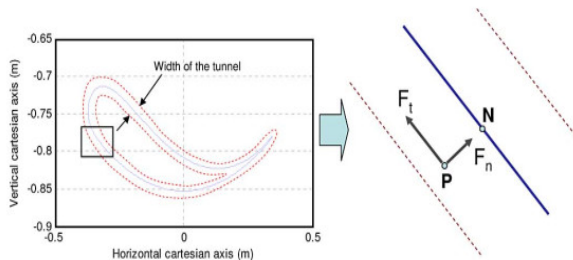 -0.65
-0.7
-0.75
-0.8
-0.85
-0.9
-0.5
0
0.5
Vertical cartesian axis (m)
Horizontal cartesian axis (m)
Width of the tunnel
Ft
N
Fn
P